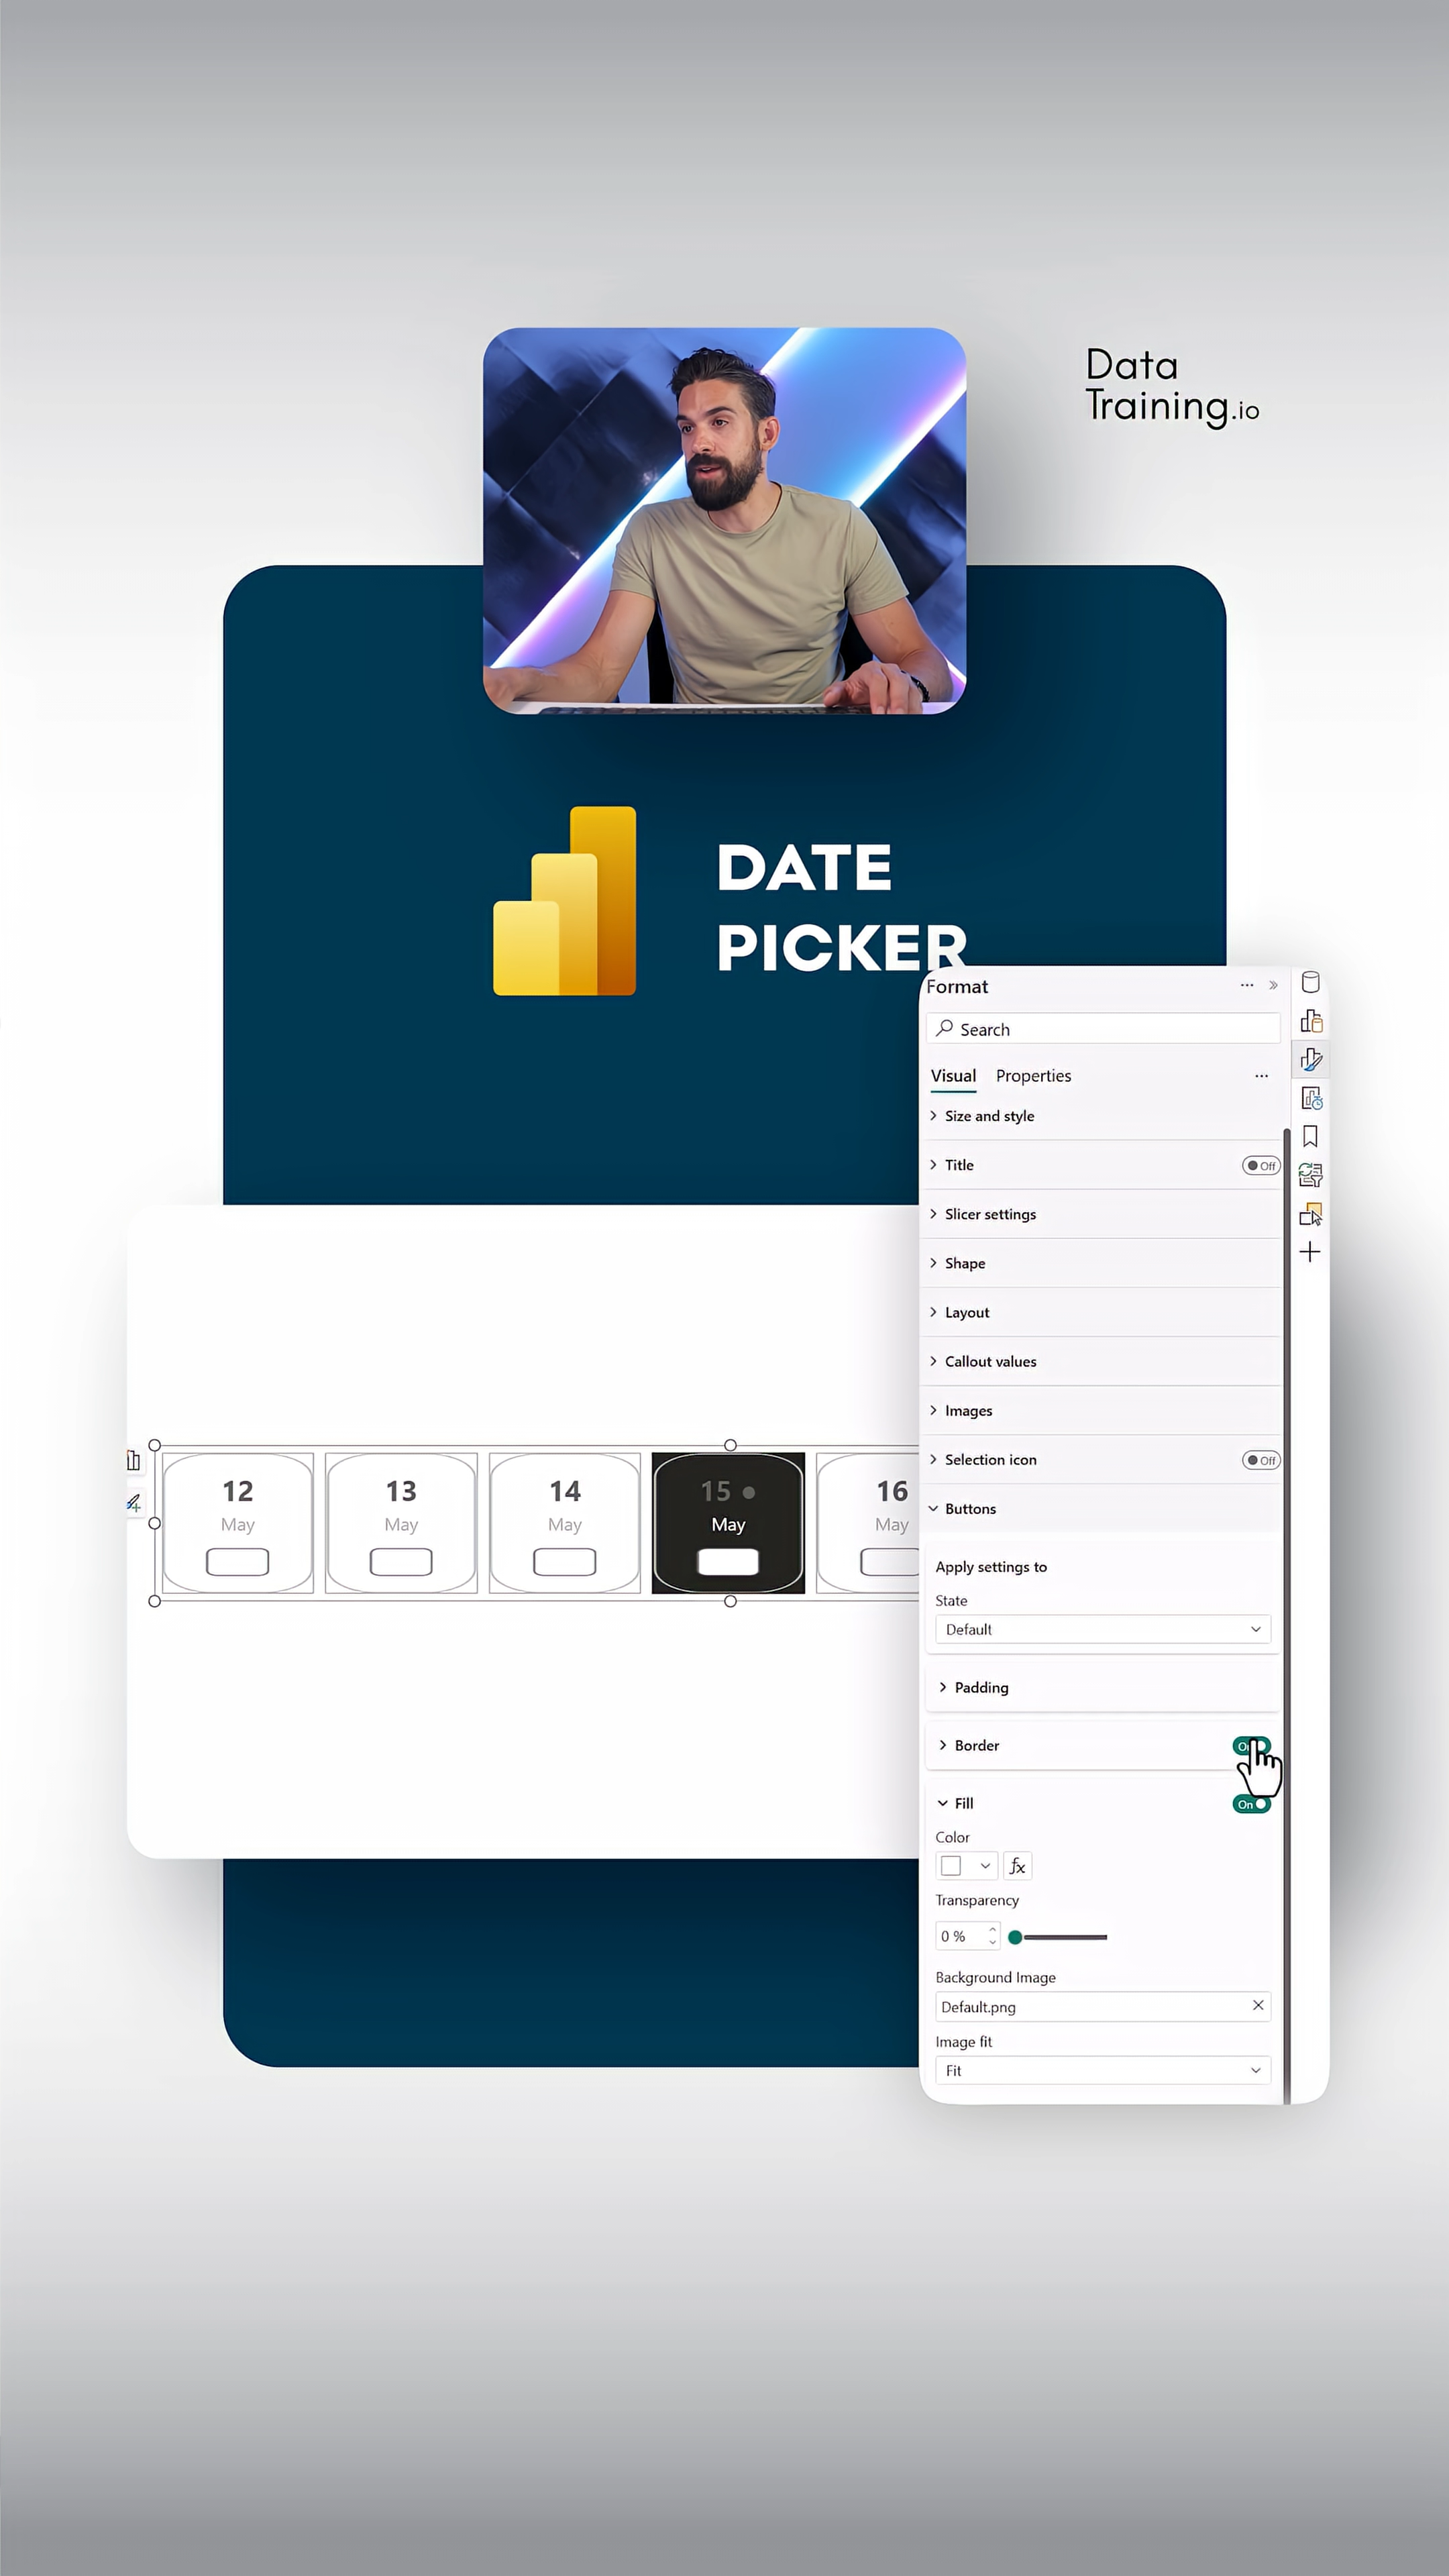 Data
Training.io
DATE
PICKER
Format
Search
Visual Properties
Size and style
Title Off
Slicer settings
Shape
Layout
Callout values
Images
Selection icon Off
Buttons
Apply settings to
State
Default
Padding
Border
Fill On
Color
fx
Transparency
0 %
Background Image
Default.png
Image fit
Fit
12 13 14 15 16
May May May May May